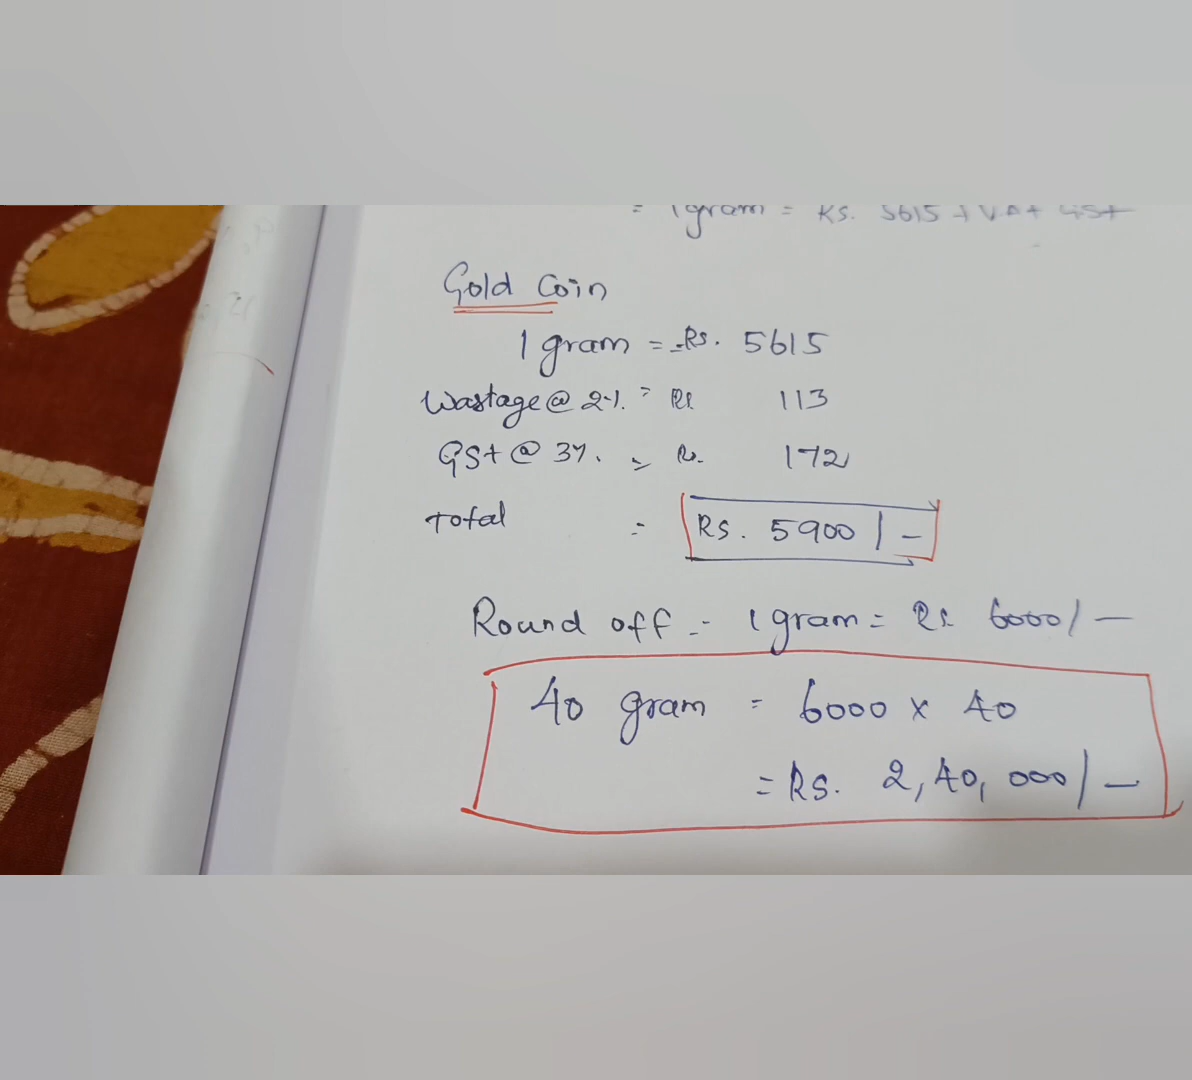 = 1 gram = Rs. 5615 + V.A + GST
Gold Coin
1 gram = Rs. 5615
Wastage @ 2%. = Rs. 113
GST @ 3%. = Rs. 172
Total = Rs. 5900/-
Round off - 1 gram = Rs. 6000/-
40 gram = 6000 x 40
= Rs. 2,40,000/-